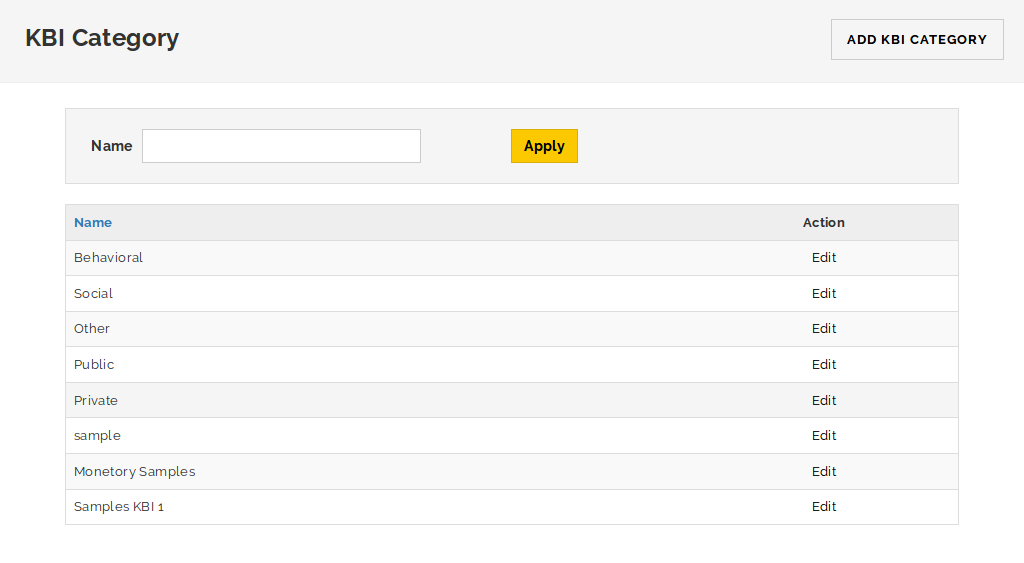 KBI Category
ADD KBI CATEGORY
Name
Apply
Name Action
Behavioral Edit
Social Edit
Other Edit
Public Edit
Private Edit
sample Edit
Monetory Samples Edit
Samples KBI 1 Edit